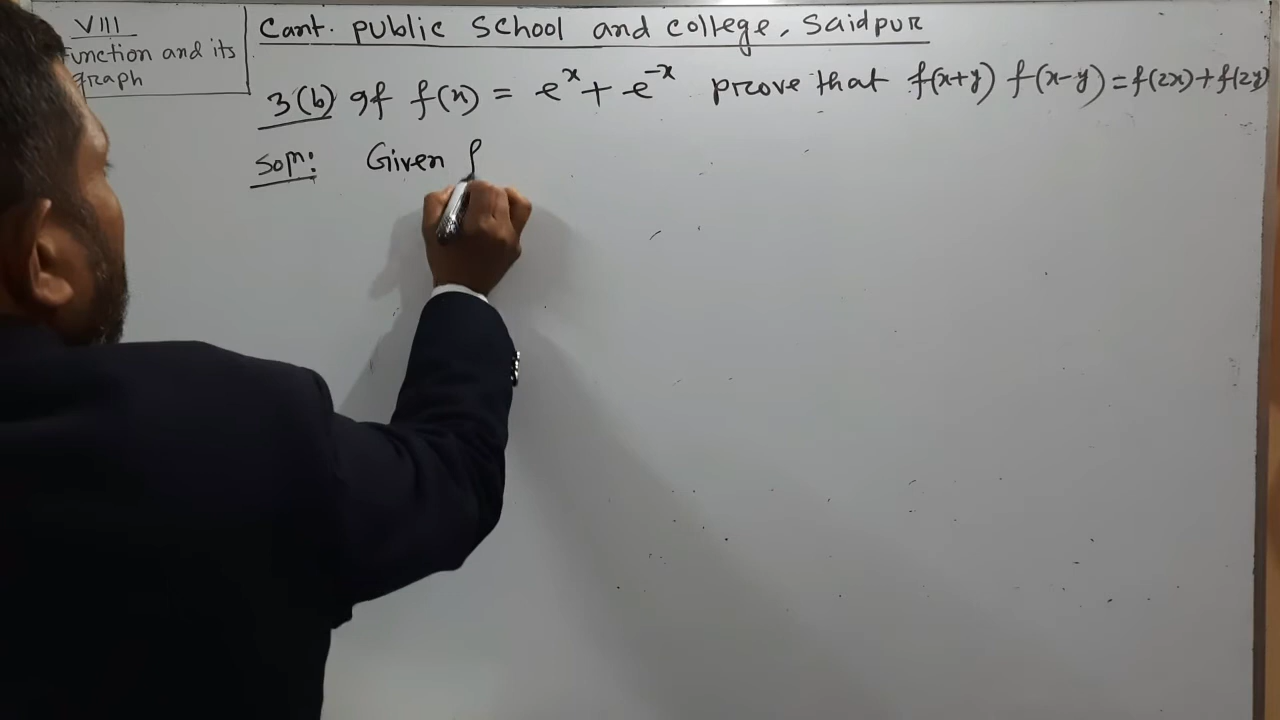 VIII
Function and its
graph
Cant. public school and college, Saidpur
3(b) If f(x) = e^x + e^-x prove that f(x+y) f(x-y) = f(2x) + f(2y)
Soln: Given f